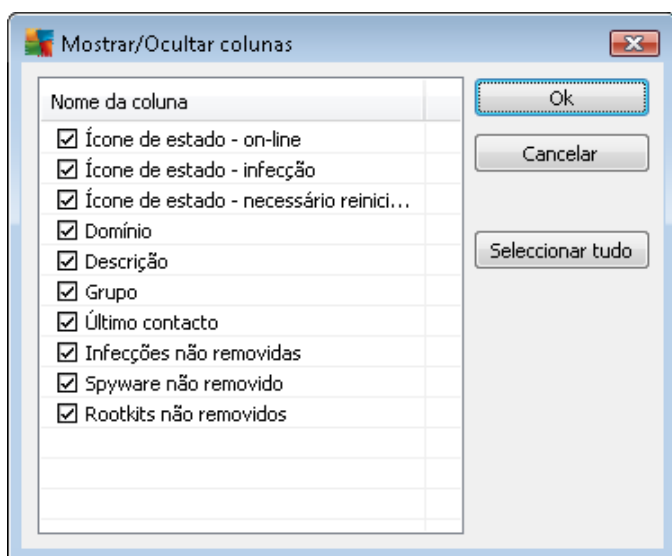 Mostrar/Ocultar colunas
Nome da coluna
Ícone de estado - on-line
Ícone de estado - infecção
Ícone de estado - necessário reinici...
Domínio
Descrição
Grupo
Último contacto
Infecções não removidas
Spyware não removido
Rootkits não removidos
Ok
Cancelar
Seleccionar tudo